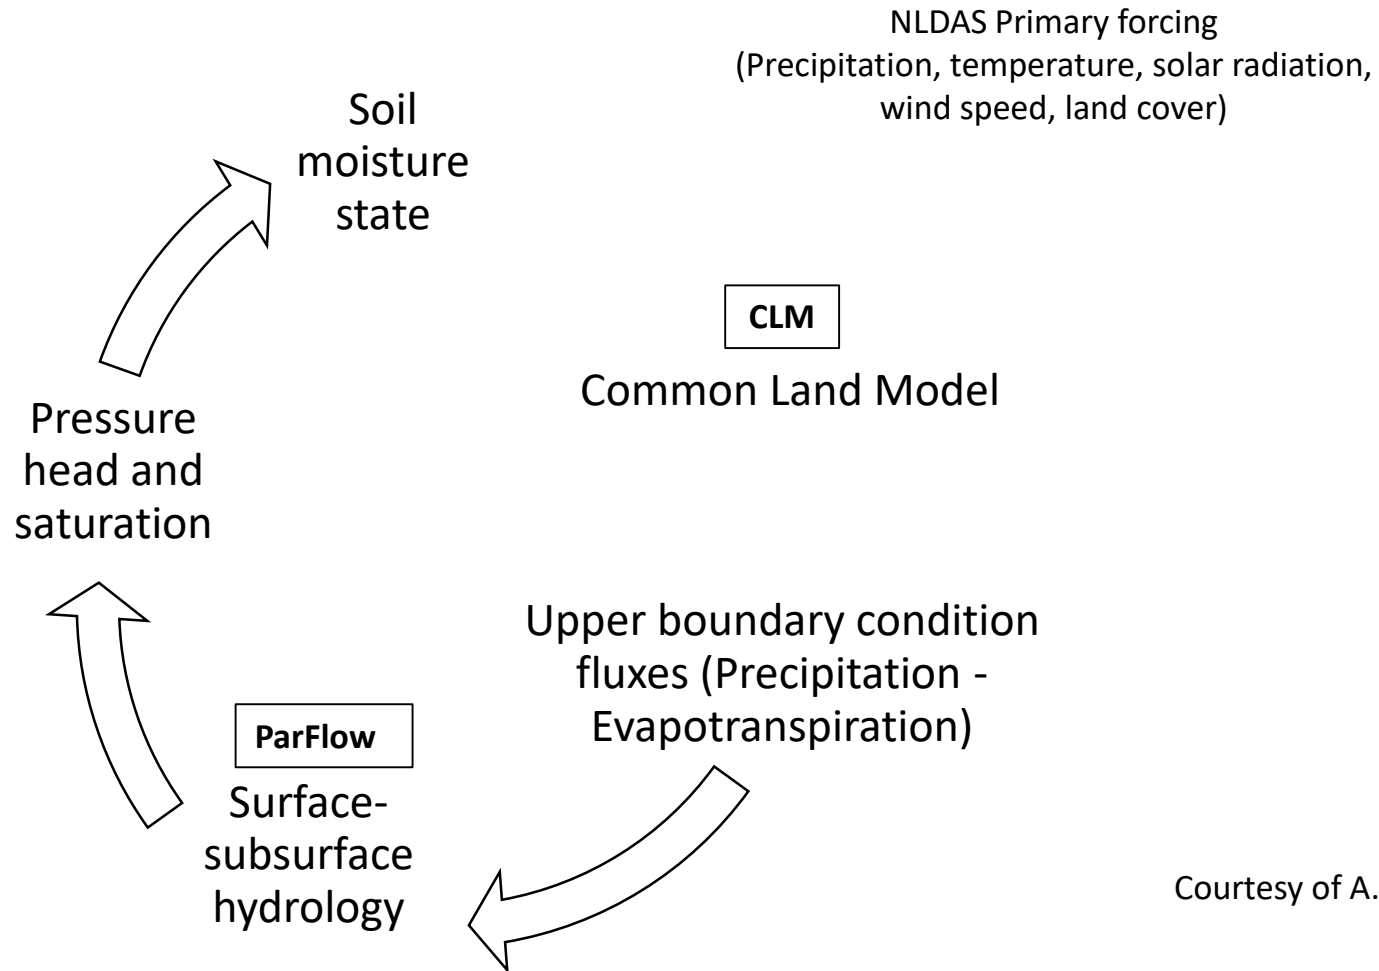 NLDAS Primary forcing
(Precipitation, temperature, solar radiation,
wind speed, land cover)
Soil
moisture
state
CLM
Common Land Model
Pressure
head and
saturation
Upper boundary condition
fluxes (Precipitation -
Evapotranspiration)
ParFlow
Surface-
subsurface
hydrology
Courtesy of A.